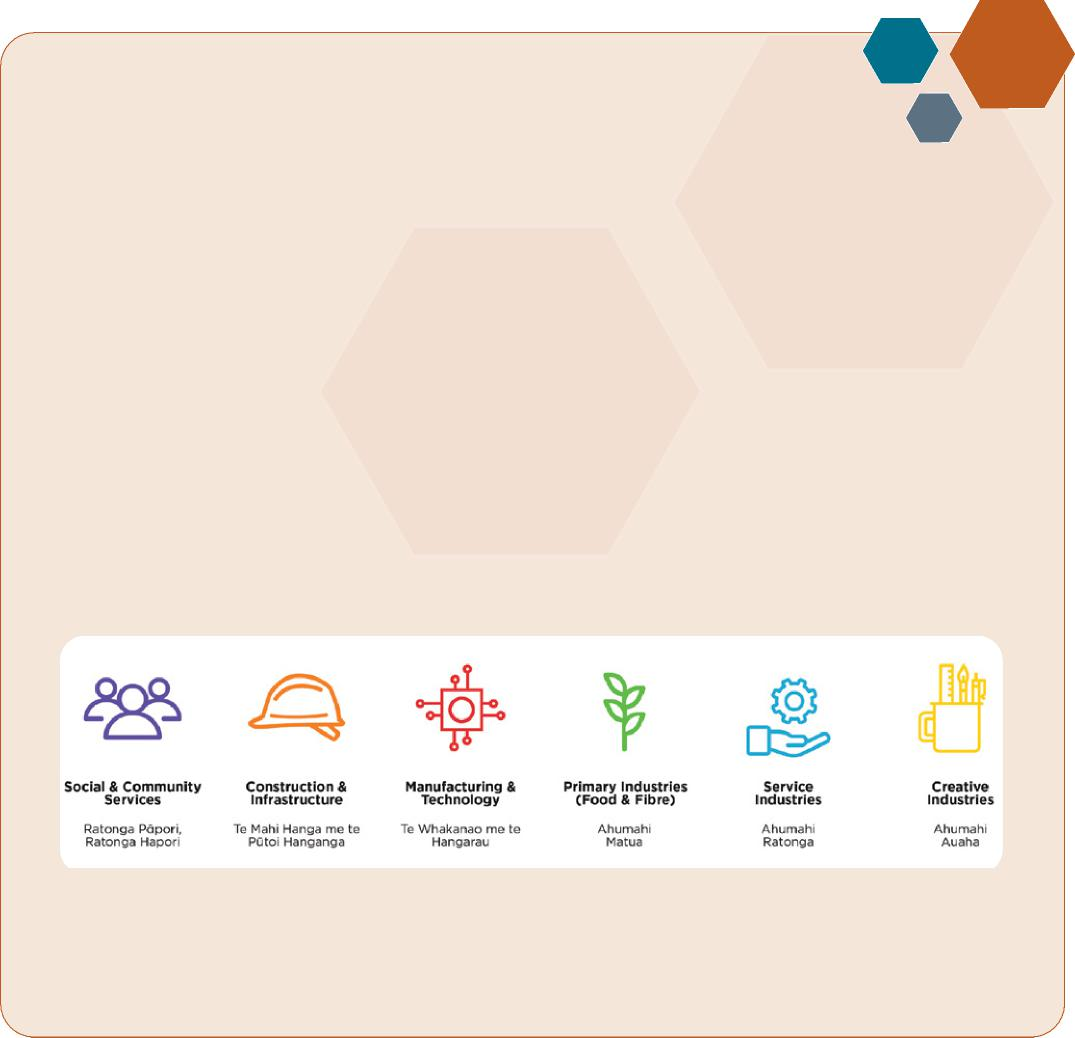 Social & Community
Services
Ratonga Pāpori,
Ratonga Hapori
Construction &
Infrastructure
Te Mahi Hanga me te
Pūtoi Hanganga
Manufacturing &
Technology
Te Whakanao me te
Hangarau
Primary Industries
(Food & Fibre)
Ahumahi
Matua
Service
Industries
Ahumahi
Ratonga
Creative
Industries
Ahumahi
Auaha